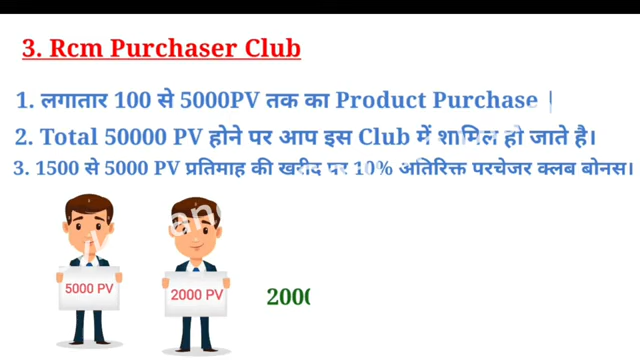 3. Rcm Purchaser Club
1. लगातार 100 से 5000PV तक का Product Purchase |
2. Total 50000 PV होने पर आप इस Club में शामिल हो जाते है।
3. 1500 से 5000 PV प्रतिमाह की खरीद पर 10% अतिरिक्त परचेजर क्लब बोनस।
5000 PV
2000 PV
2000